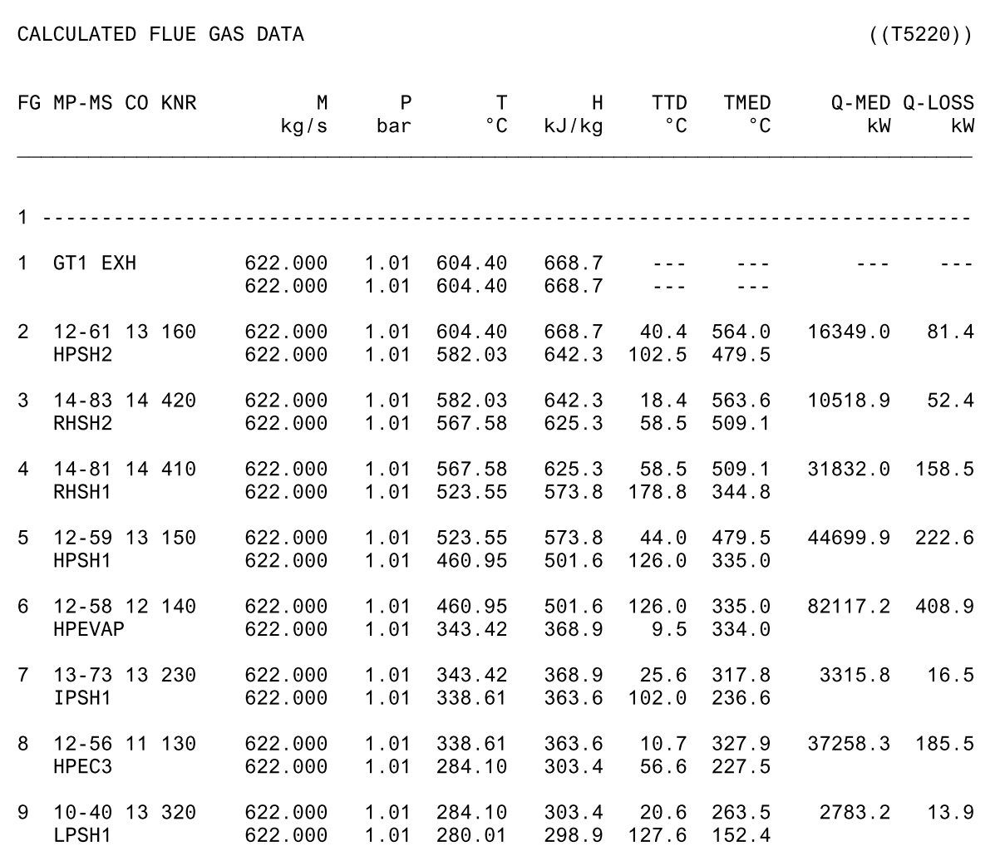 CALCULATED FLUE GAS DATA ((T5220))
FG MP-MS CO KNR M P T H TTD TMED Q-MED Q-LOSS
kg/s bar °C kJ/kg °C °C kW kW
1 ------------------------------------------------------------------------------
1 GT1 EXH 622.000 1.01 604.40 668.7 --- --- --- ---
622.000 1.01 604.40 668.7 --- ---
2 12-61 13 160 622.000 1.01 604.40 668.7 40.4 564.0 16349.0 81.4
HPSH2 622.000 1.01 582.03 642.3 102.5 479.5
3 14-83 14 420 622.000 1.01 582.03 642.3 18.4 563.6 10518.9 52.4
RHSH2 622.000 1.01 567.58 625.3 58.5 509.1
4 14-81 14 410 622.000 1.01 567.58 625.3 58.5 509.1 31832.0 158.5
RHSH1 622.000 1.01 523.55 573.8 178.8 344.8
5 12-59 13 150 622.000 1.01 523.55 573.8 44.0 479.5 44699.9 222.6
HPSH1 622.000 1.01 460.95 501.6 126.0 335.0
6 12-58 12 140 622.000 1.01 460.95 501.6 126.0 335.0 82117.2 408.9
HPEVAP 622.000 1.01 343.42 368.9 9.5 334.0
7 13-73 13 230 622.000 1.01 343.42 368.9 25.6 317.8 3315.8 16.5
IPSH1 622.000 1.01 338.61 363.6 102.0 236.6
8 12-56 11 130 622.000 1.01 338.61 363.6 10.7 327.9 37258.3 185.5
HPEC3 622.000 1.01 284.10 303.4 56.6 227.5
9 10-40 13 320 622.000 1.01 284.10 303.4 20.6 263.5 2783.2 13.9
LPSH1 622.000 1.01 280.01 298.9 127.6 152.4